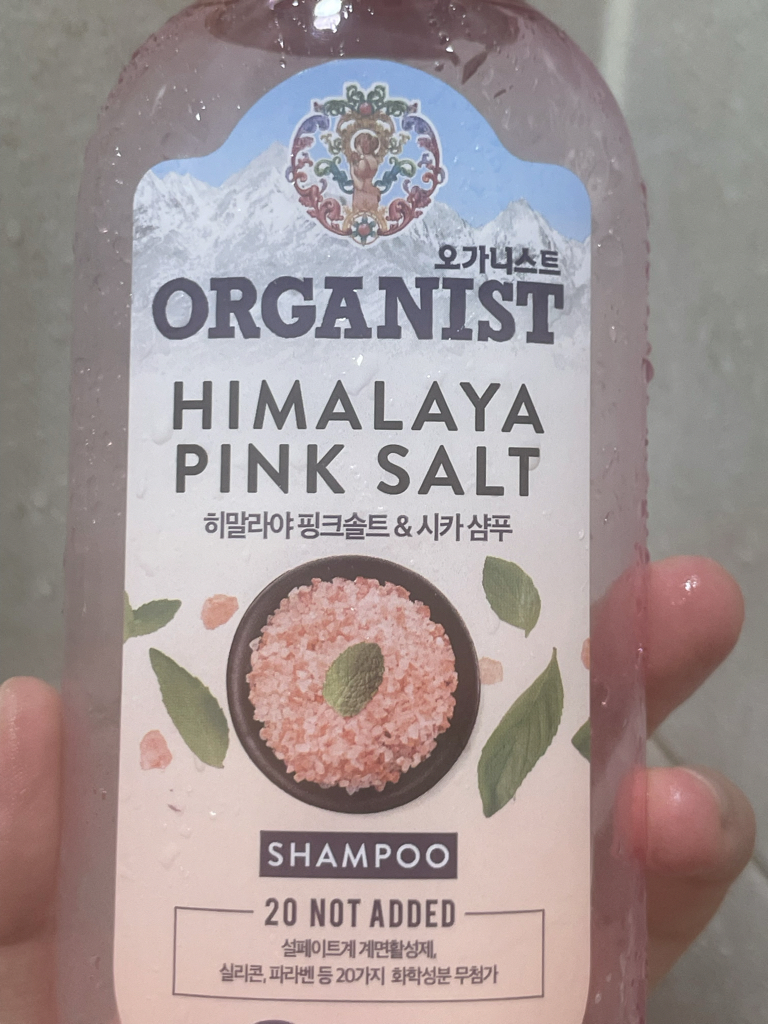 오가니스트
ORGANIST
HIMALAYA
PINK SALT
히말라야 핑크솔트 & 시카 샴푸
SHAMPOO
20 NOT ADDED
설페이트계 계면활성제,
실리콘, 파라벤 등 20가지 화학성분 무첨가